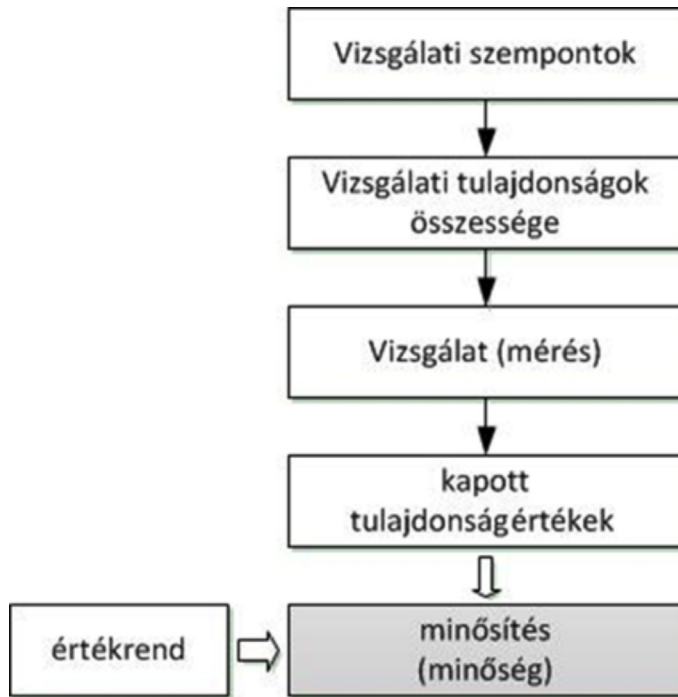 Vizsgálati szempontok
Vizsgálati tulajdonságok
összessége
Vizsgálat (mérés)
kapott
tulajdonságértékek
értékrend
minősítés
(minőség)